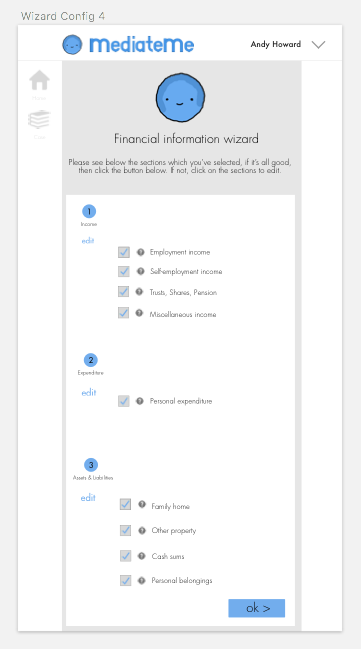 Wizard Config 4
mediateme
Andy Howard
Home
Financial information wizard
Please see below the sections which you've selected, if it's all good,
then click the button below. If not, click on the sections to edit.
1
Income
edit
? Employment income
? Self-employment income
? Trusts, Shares, Pension
? Miscellaneous income
2
Expenditure
edit
? Personal expenditure
3
Assets & Liabilities
edit
? Family home
? Other property
? Cash sums
? Personal belongings
ok >